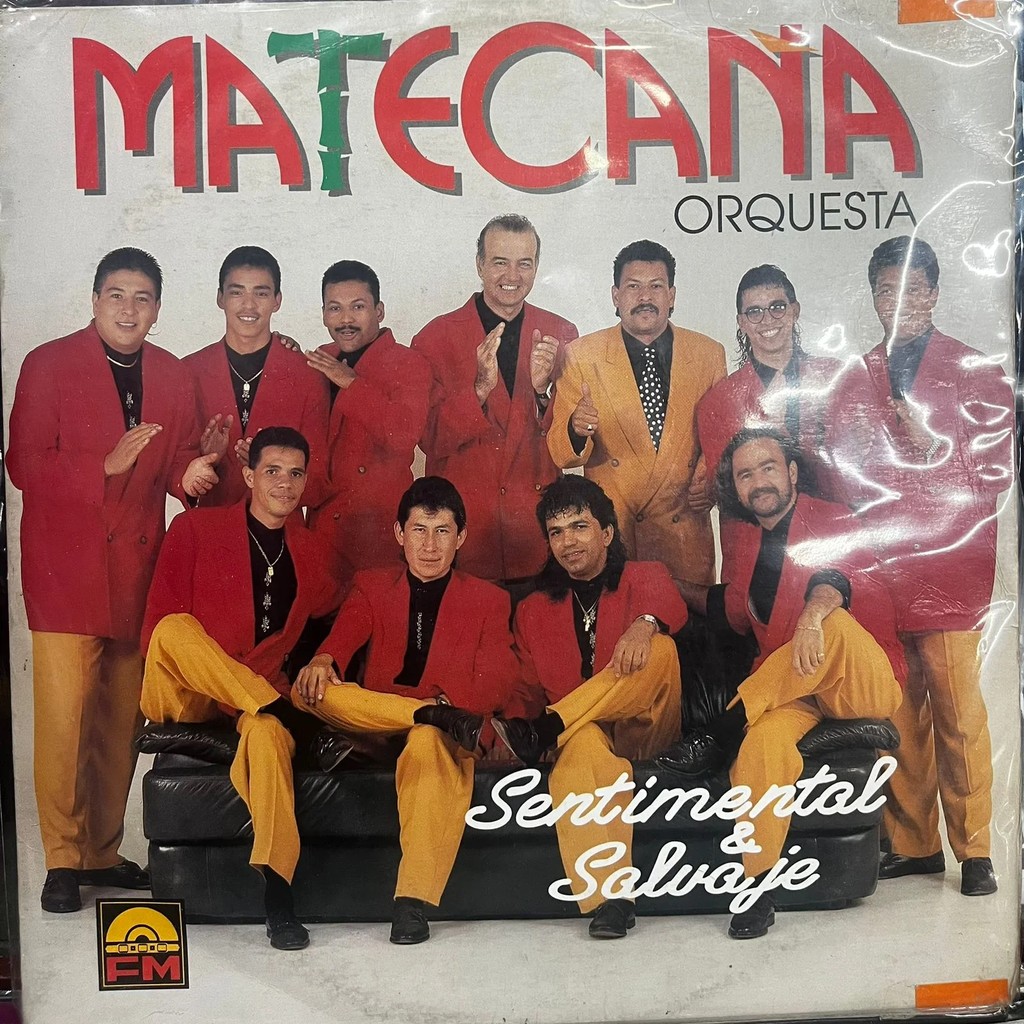 MATECAÑA
ORQUESTA
Sentimental
&
Salvaje
FM